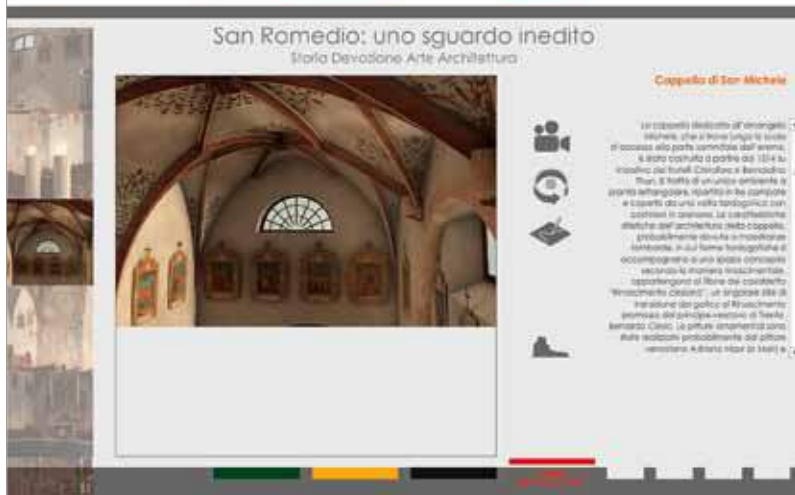 San Romedio: uno sguardo inedito
Storia Devozione Arte Architettura
Cappella di San Michele
La cappella dedicata all'arcangelo
Michele, che si trova lungo la scala
di accesso alla parte sommitale dell'eremo,
è stata costruita a partire dal 1514 su
iniziativa dei fratelli Cristoforo e Bernardino
Thun. Si tratta di un unico ambiente a
pianta rettangolare, ripartito in tre campate
e coperto da una volta tardogotica con
costoloni in arenaria. Le caratteristiche
stilistiche dell'architettura della cappella,
probabilmente dovuta a maestranze
lombarde, in cui forme tardogotiche si
accompagnano a uno spazio concepito
secondo la maniera rinascimentale,
appartengono al filone del cosiddetto
"Rinascimento clesiano", un singolare stile di
transizione dal gotico al Rinascimento
promosso dal principe vescovo di Trento,
Bernardo Clesio. Le pitture ornamentali sono
state realizzate probabilmente dal pittore
veneziano Adriano Mair (o Mair) e